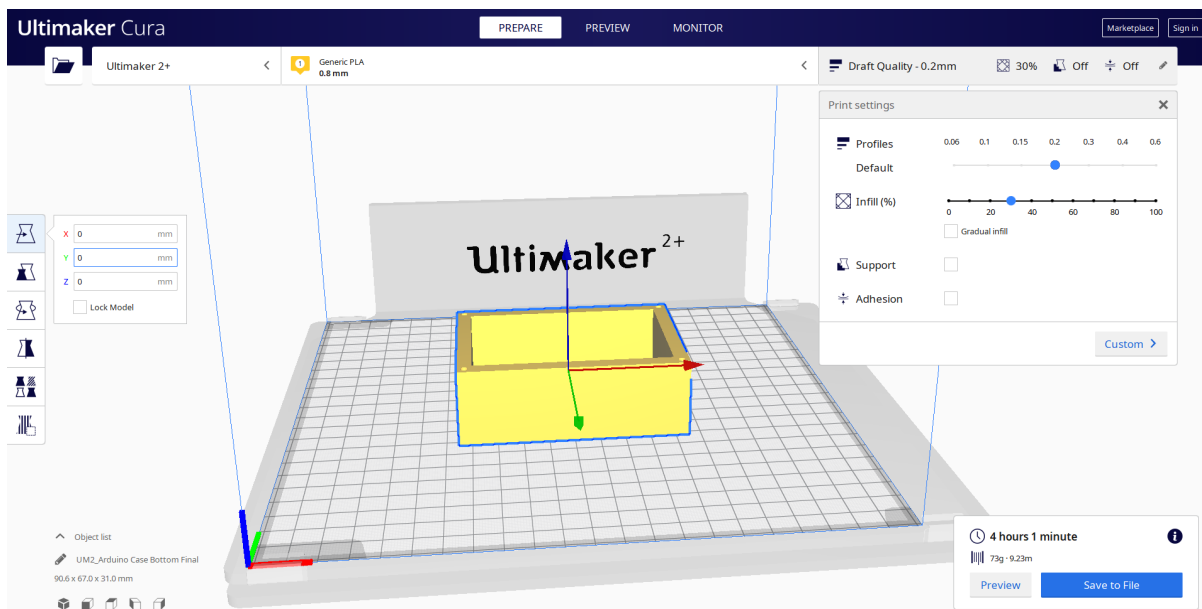 Ultimaker Cura
PREPARE
PREVIEW
MONITOR
Marketplace
Sign in
Ultimaker 2+
1
Generic PLA
0.8 mm
Draft Quality - 0.2mm
30%
Off
Off
Print settings
Profiles
0.06 0.1 0.15 0.2 0.3 0.4 0.6
Default
Infill (%)
0 20 40 60 80 100
Gradual infill
Support
Adhesion
Custom
X 0 mm
Y 0 mm
Z 0 mm
Lock Model
Ultimaker 2+
Object list
UM2_Arduino Case Bottom Final
90.6 x 67.0 x 31.0 mm
4 hours 1 minute
73g · 9.23m
Preview
Save to File